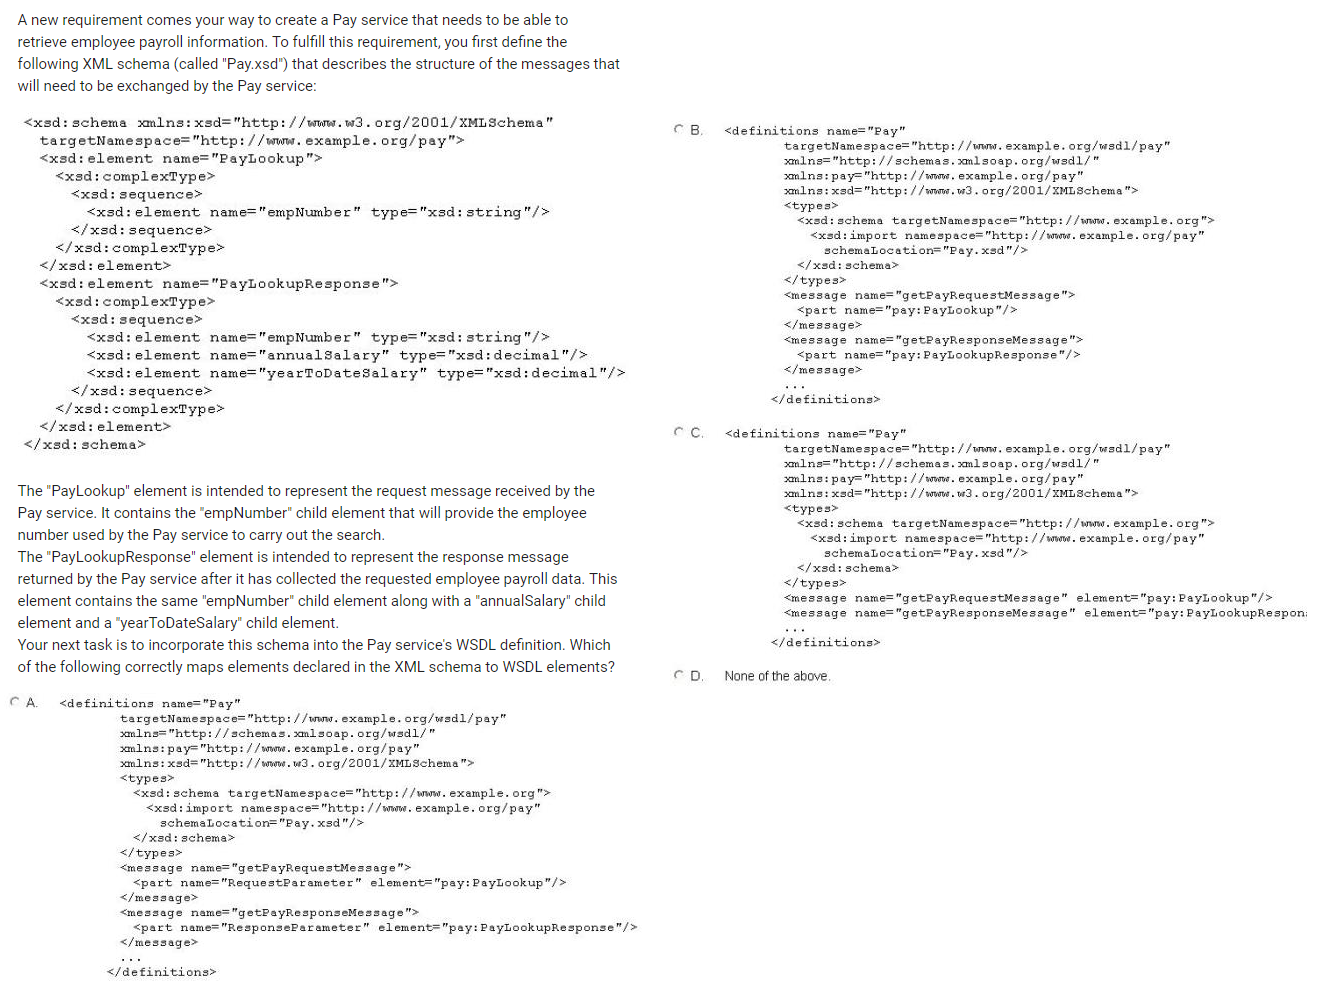 A new requirement comes your way to create a Pay service that needs to be able to
retrieve employee payroll information. To fulfill this requirement, you first define the
following XML schema (called "Pay.xsd") that describes the structure of the messages that
will need to be exchanged by the Pay service:
<xsd:schema xmlns:xsd="http://www.w3.org/2001/XMLSchema"
targetNamespace="http://www.example.org/pay">
<xsd:element name="PayLookup">
<xsd:complexType>
<xsd:sequence>
<xsd:element name="empNumber" type="xsd:string"/>
</xsd:sequence>
</xsd:complexType>
</xsd:element>
<xsd:element name="PayLookupResponse">
<xsd:complexType>
<xsd:sequence>
<xsd:element name="empNumber" type="xsd:string"/>
<xsd:element name="annualSalary" type="xsd:decimal"/>
<xsd:element name="yearToDateSalary" type="xsd:decimal"/>
</xsd:sequence>
</xsd:complexType>
</xsd:element>
</xsd:schema>
The "PayLookup" element is intended to represent the request message received by the
Pay service. It contains the "empNumber" child element that will provide the employee
number used by the Pay service to carry out the search.
The "PayLookupResponse" element is intended to represent the response message
returned by the Pay service after it has collected the requested employee payroll data. This
element contains the same "empNumber" child element along with a "annualSalary" child
element and a "yearToDateSalary" child element.
Your next task is to incorporate this schema into the Pay service's WSDL definition. Which
of the following correctly maps elements declared in the XML schema to WSDL elements?
A. <definitions name="Pay"
targetNamespace="http://www.example.org/wsdl/pay"
xmlns="http://schemas.xmlsoap.org/wsdl/"
xmlns:pay="http://www.example.org/pay"
xmlns:xsd="http://www.w3.org/2001/XMLSchema">
<types>
<xsd:schema targetNamespace="http://www.example.org">
<xsd:import namespace="http://www.example.org/pay"
schemaLocation="Pay.xsd"/>
</xsd:schema>
</types>
<message name="getPayRequestMessage">
<part name="RequestParameter" element="pay:PayLookup"/>
</message>
<message name="getPayResponseMessage">
<part name="ResponseParameter" element="pay:PayLookupResponse"/>
</message>
...
</definitions>
B. <definitions name="Pay"
targetNamespace="http://www.example.org/wsdl/pay"
xmlns="http://schemas.xmlsoap.org/wsdl/"
xmlns:pay="http://www.example.org/pay"
xmlns:xsd="http://www.w3.org/2001/XMLSchema">
<types>
<xsd:schema targetNamespace="http://www.example.org">
<xsd:import namespace="http://www.example.org/pay"
schemaLocation="Pay.xsd"/>
</xsd:schema>
</types>
<message name="getPayRequestMessage">
<part name="pay:PayLookup"/>
</message>
<message name="getPayResponseMessage">
<part name="pay:PayLookupResponse"/>
</message>
...
</definitions>
C. <definitions name="Pay"
targetNamespace="http://www.example.org/wsdl/pay"
xmlns="http://schemas.xmlsoap.org/wsdl/"
xmlns:pay="http://www.example.org/pay"
xmlns:xsd="http://www.w3.org/2001/XMLSchema">
<types>
<xsd:schema targetNamespace="http://www.example.org">
<xsd:import namespace="http://www.example.org/pay"
schemaLocation="Pay.xsd"/>
</xsd:schema>
</types>
<message name="getPayRequestMessage" element="pay:PayLookup"/>
<message name="getPayResponseMessage" element="pay:PayLookupRespon
...
</definitions>
D. None of the above.